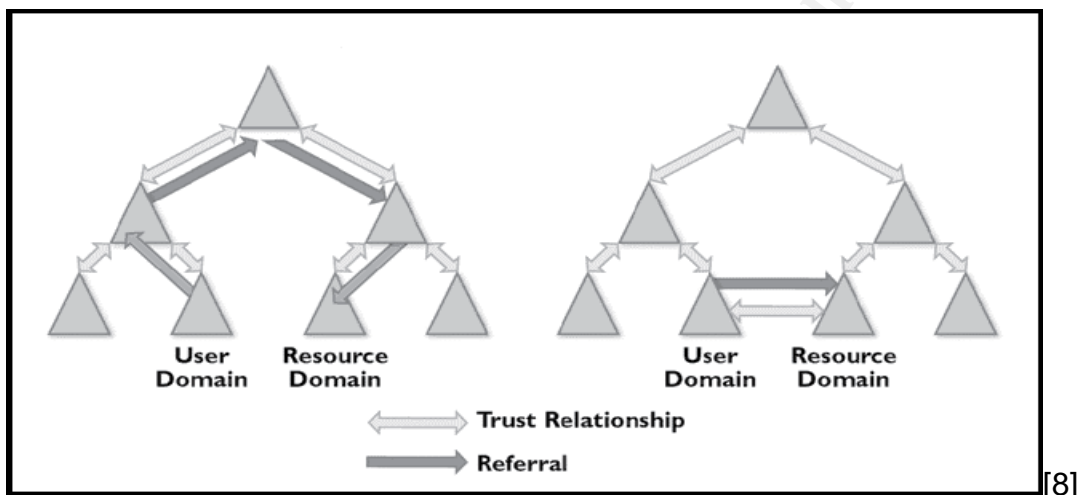 User
Domain
Resource
Domain
User
Domain
Resource
Domain
Trust Relationship
Referral
[8]